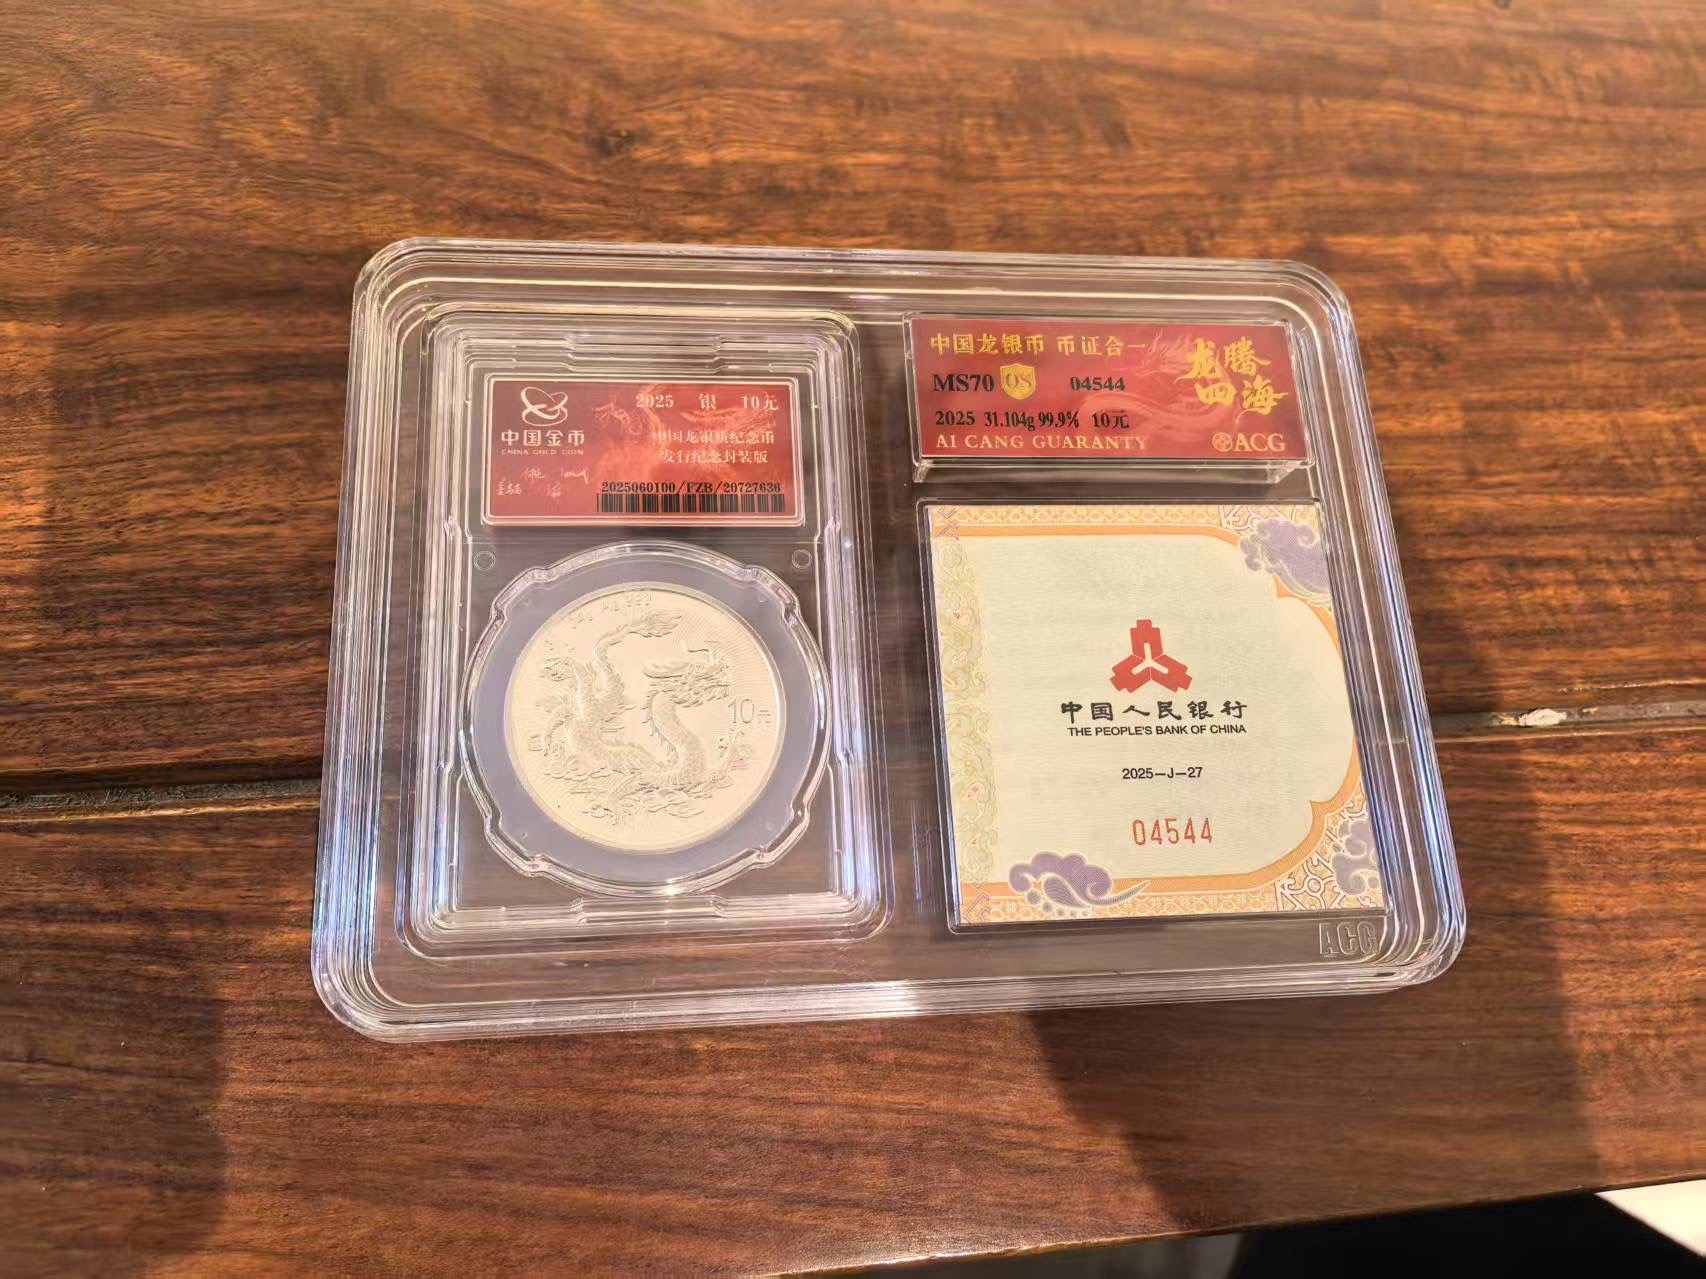 中国金币
CHINA GOLD COIN
2025 银 10元
中国龙银质纪念币
发行纪念封装版
2025060100/FZB/20727636
Ag 999
10元
中国龙银币 币证合一
MS70 OS 04544
2025 31.104g 99.9% 10元
AI CANG GUARANTY
龙腾四海
ACG
中国人民银行
THE PEOPLE'S BANK OF CHINA
2025-J-27
04544
ACG